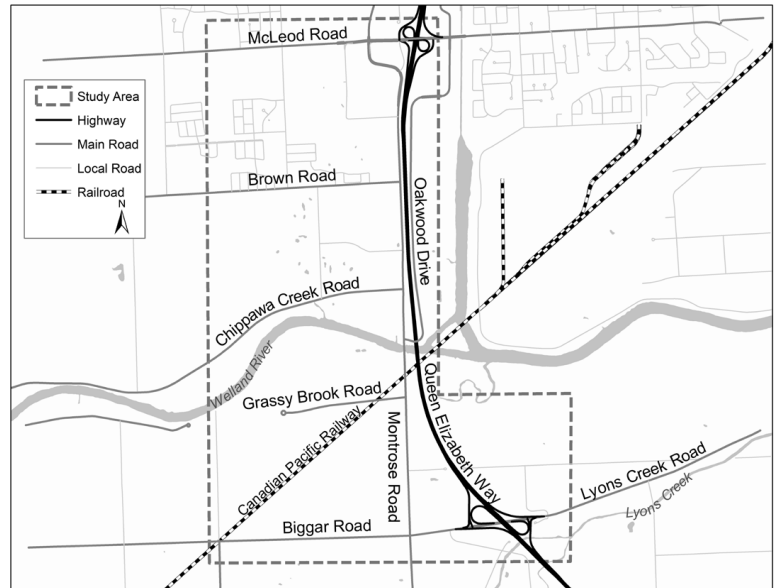 McLeod Road
Study Area
Highway
Main Road
Local Road
Railroad
N
Brown Road
Oakwood Drive
Chippawa Creek Road
Welland River
Grassy Brook Road
Queen Elizabeth Way
Canadian Pacific Railway
Montrose Road
Lyons Creek Road
Lyons Creek
Biggar Road